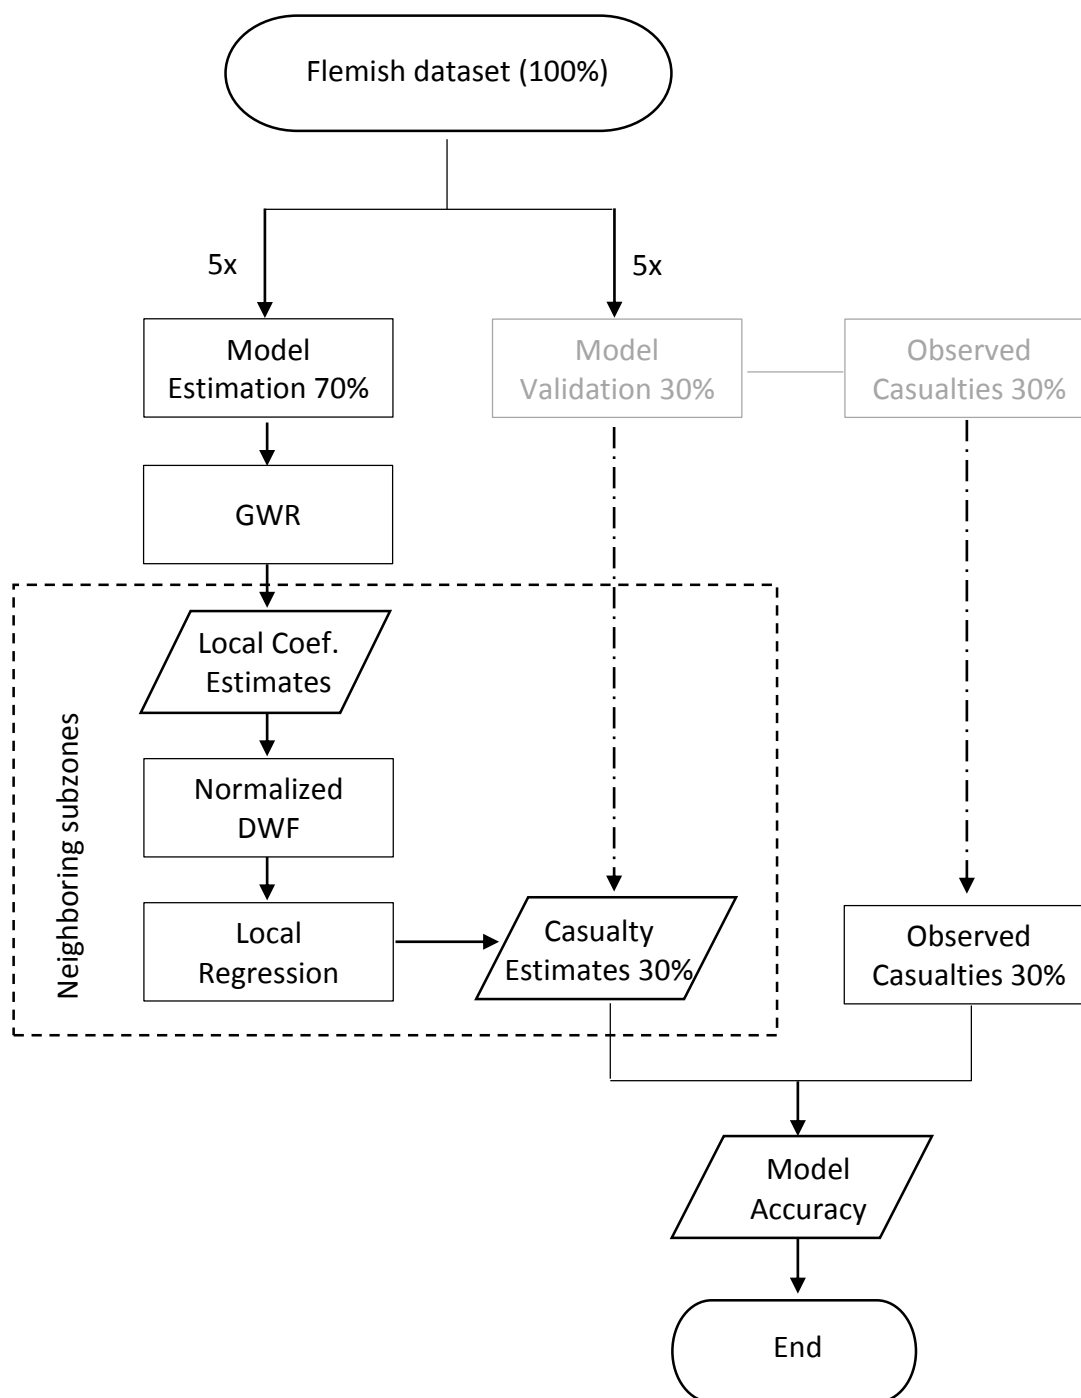 Flemish dataset (100%)
5x
5x
Model
Estimation 70%
Model
Validation 30%
Observed
Casualties 30%
GWR
Local Coef.
Estimates
Neighboring subzones
Normalized
DWF
Local
Regression
Casualty
Estimates 30%
Observed
Casualties 30%
Model
Accuracy
End